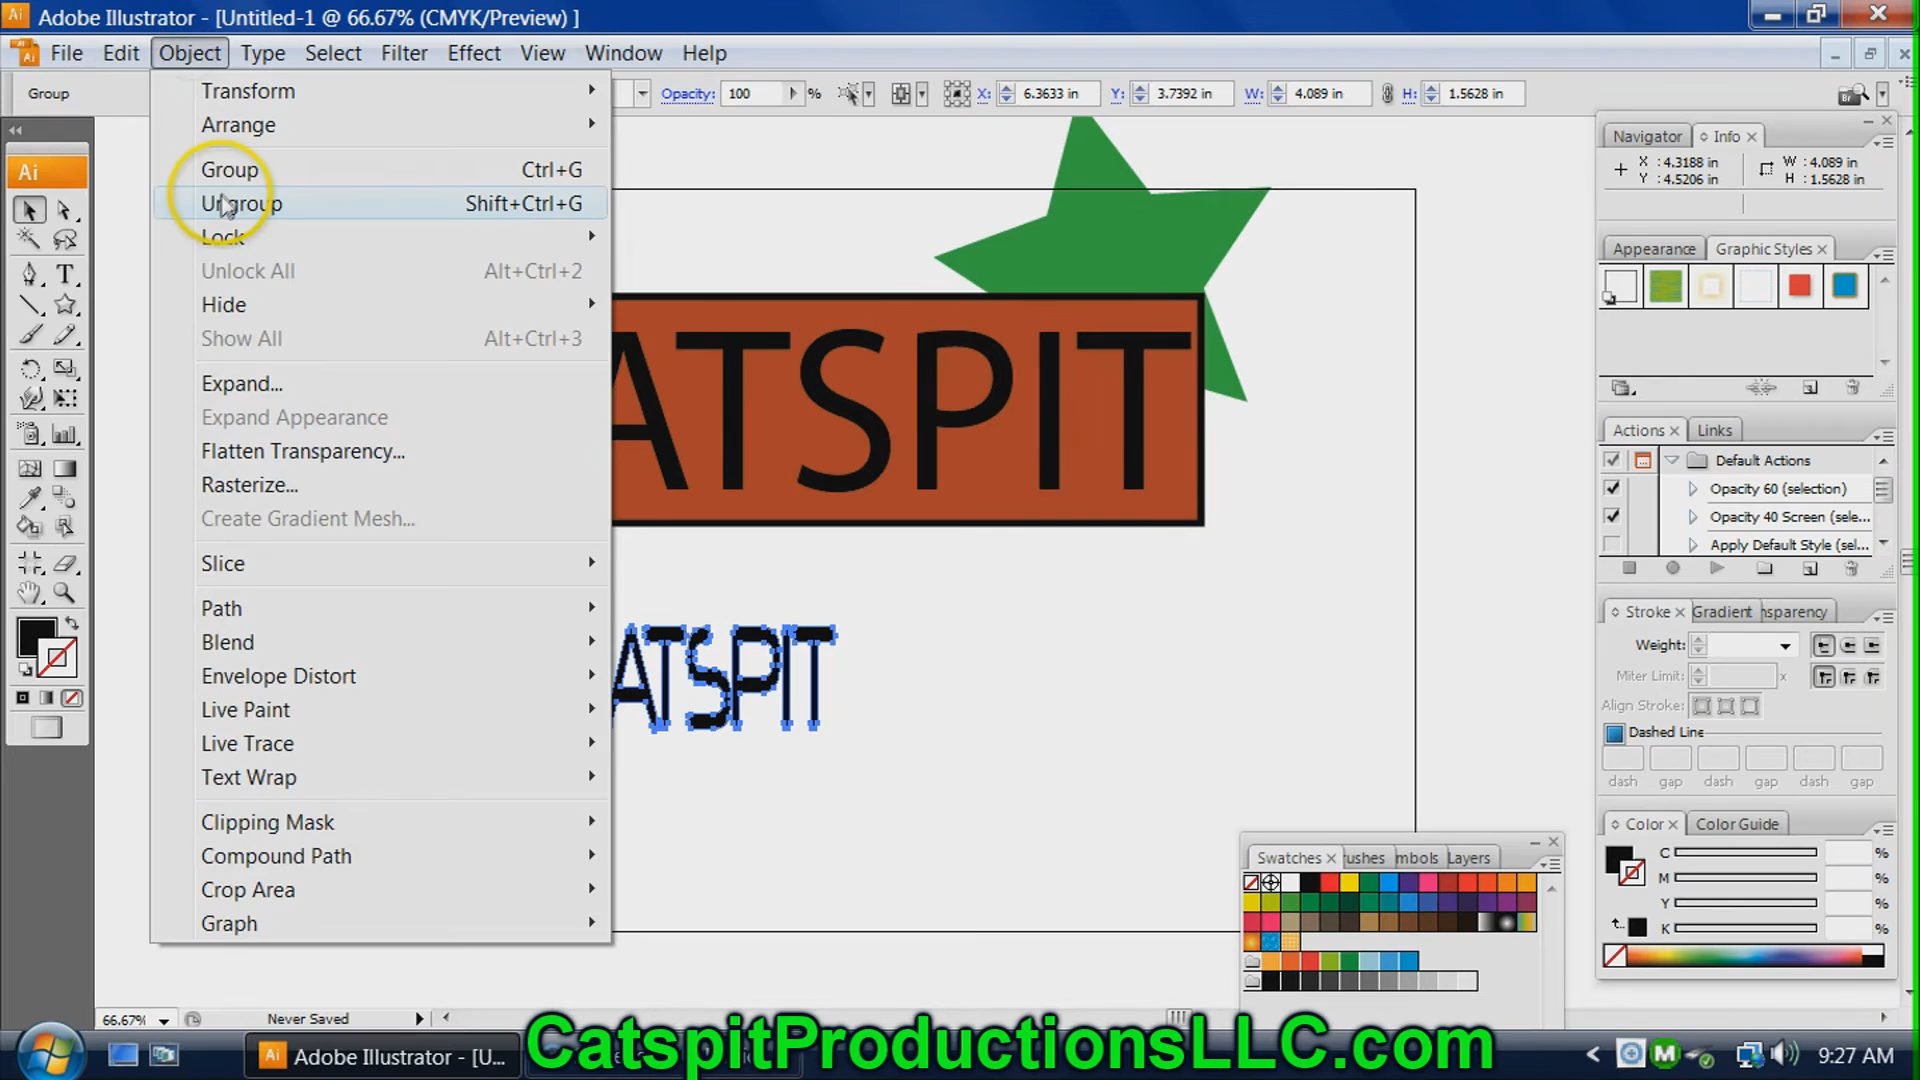 Adobe Illustrator - [Untitled-1 @ 66.67% (CMYK/Preview) ]
File Edit Object Type Select Filter Effect View Window Help
Group
Opacity: 100 % X: 6.3633 in Y: 3.7392 in W: 4.089 in H: 1.5628 in
Transform
Arrange
Group Ctrl+G
Ungroup Shift+Ctrl+G
Lock
Unlock All Alt+Ctrl+2
Hide
Show All Alt+Ctrl+3
Expand...
Expand Appearance
Flatten Transparency...
Rasterize...
Create Gradient Mesh...
Slice
Path
Blend
Envelope Distort
Live Paint
Live Trace
Text Wrap
Clipping Mask
Compound Path
Crop Area
Graph
Ai
ATSPIT
ATSPIT
Navigator Info
X : 4.3188 in
Y : 4.5206 in
W : 4.089 in
H : 1.5628 in
Appearance Graphic Styles
Actions Links
Default Actions
Opacity 60 (selection)
Opacity 40 Screen (sele...
Apply Default Style (sel...
Stroke Gradient nsparency
Weight:
Miter Limit: x
Align Stroke:
Dashed Line
dash gap dash gap dash gap
Color Color Guide
C %
M %
Y %
K %
Swatches rushes mbols Layers
66.67% Never Saved
Adobe Illustrator - [U...
CatspitProductionsLLC.com
9:27 AM